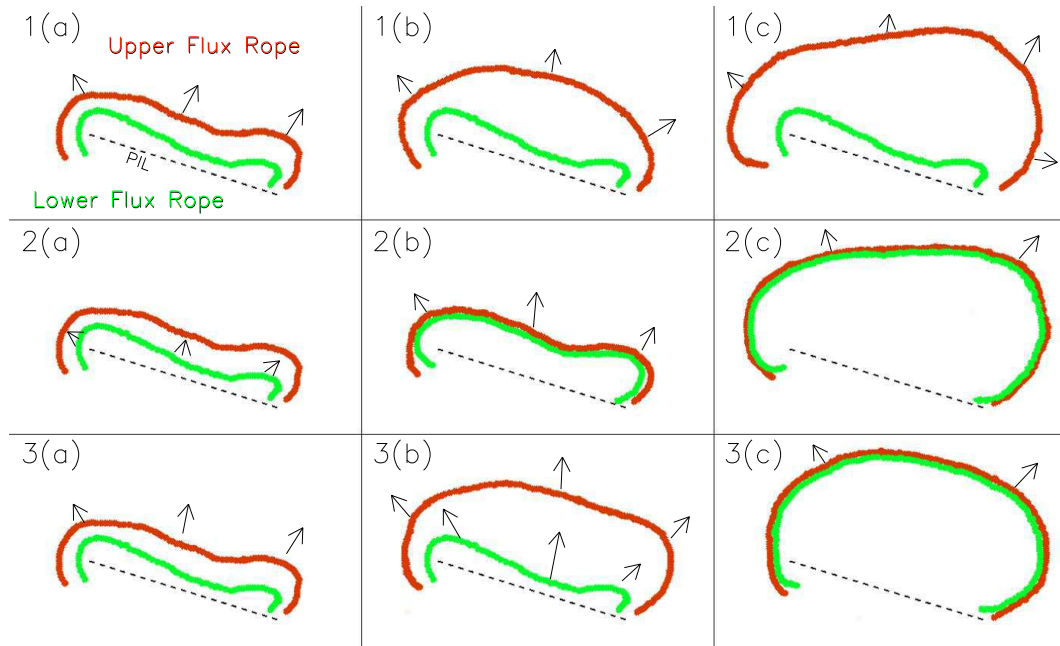 1(a)
Upper Flux Rope
PIL
Lower Flux Rope
1(b)
1(c)
2(a)
2(b)
2(c)
3(a)
3(b)
3(c)